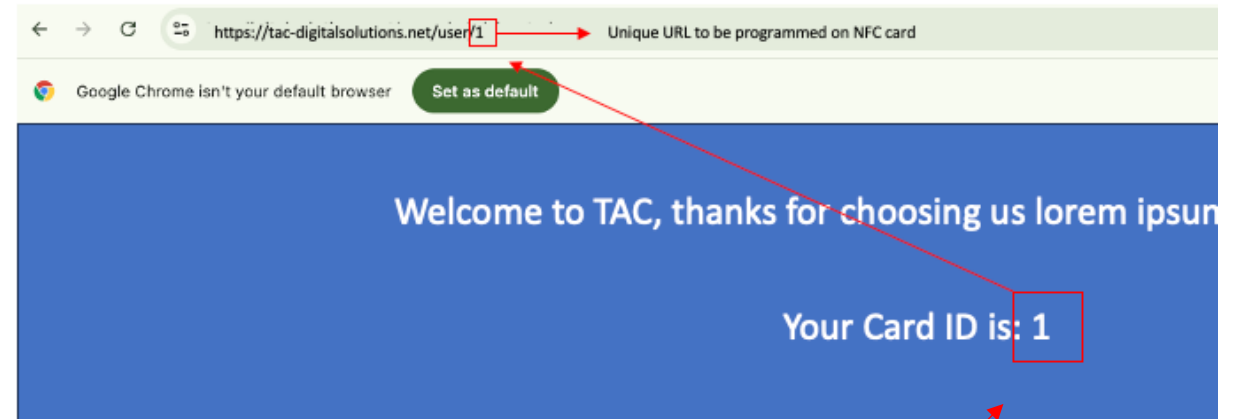 https://tac-digitalsolutions.net/user/1 Unique URL to be programmed on NFC card
Google Chrome isn't your default browser Set as default
Welcome to TAC, thanks for choosing us lorem ipsum
Your Card ID is: 1